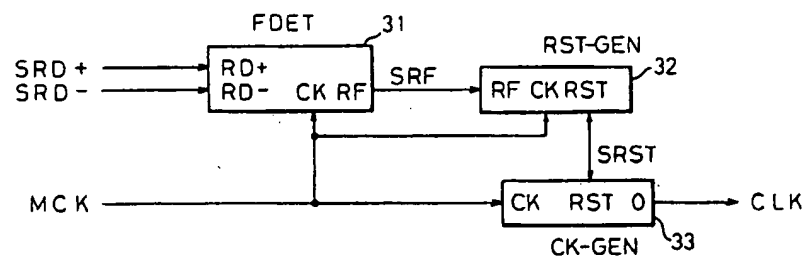 FDET
31
RST-GEN
32
SRD+
SRD-
RD+
RD-
CK RF
SRF
RF CK RST
SRST
MCK
CK RST O
CLK
CK-GEN
33